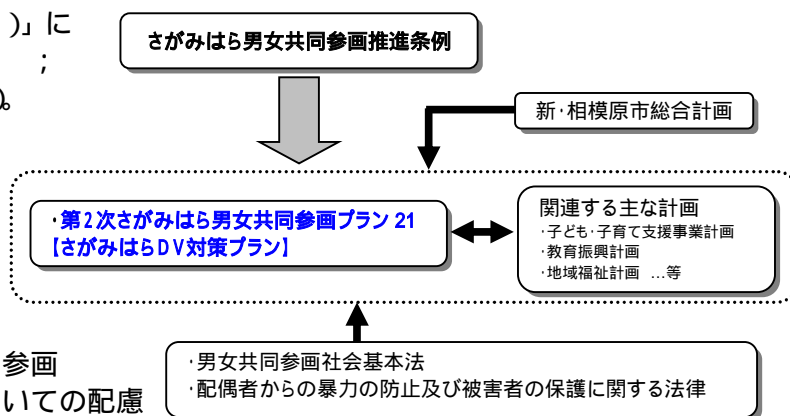 )」に
;
)。
さがみはら男女共同参画推進条例
新・相模原市総合計画
・第2次さがみはら男女共同参画プラン 21
【さがみはらDV対策プラン】
関連する主な計画
・子ども・子育て支援事業計画
・教育振興計画
・地域福祉計画 …等
参画
いての配慮
・男女共同参画社会基本法
・配偶者からの暴力の防止及び被害者の保護に関する法律